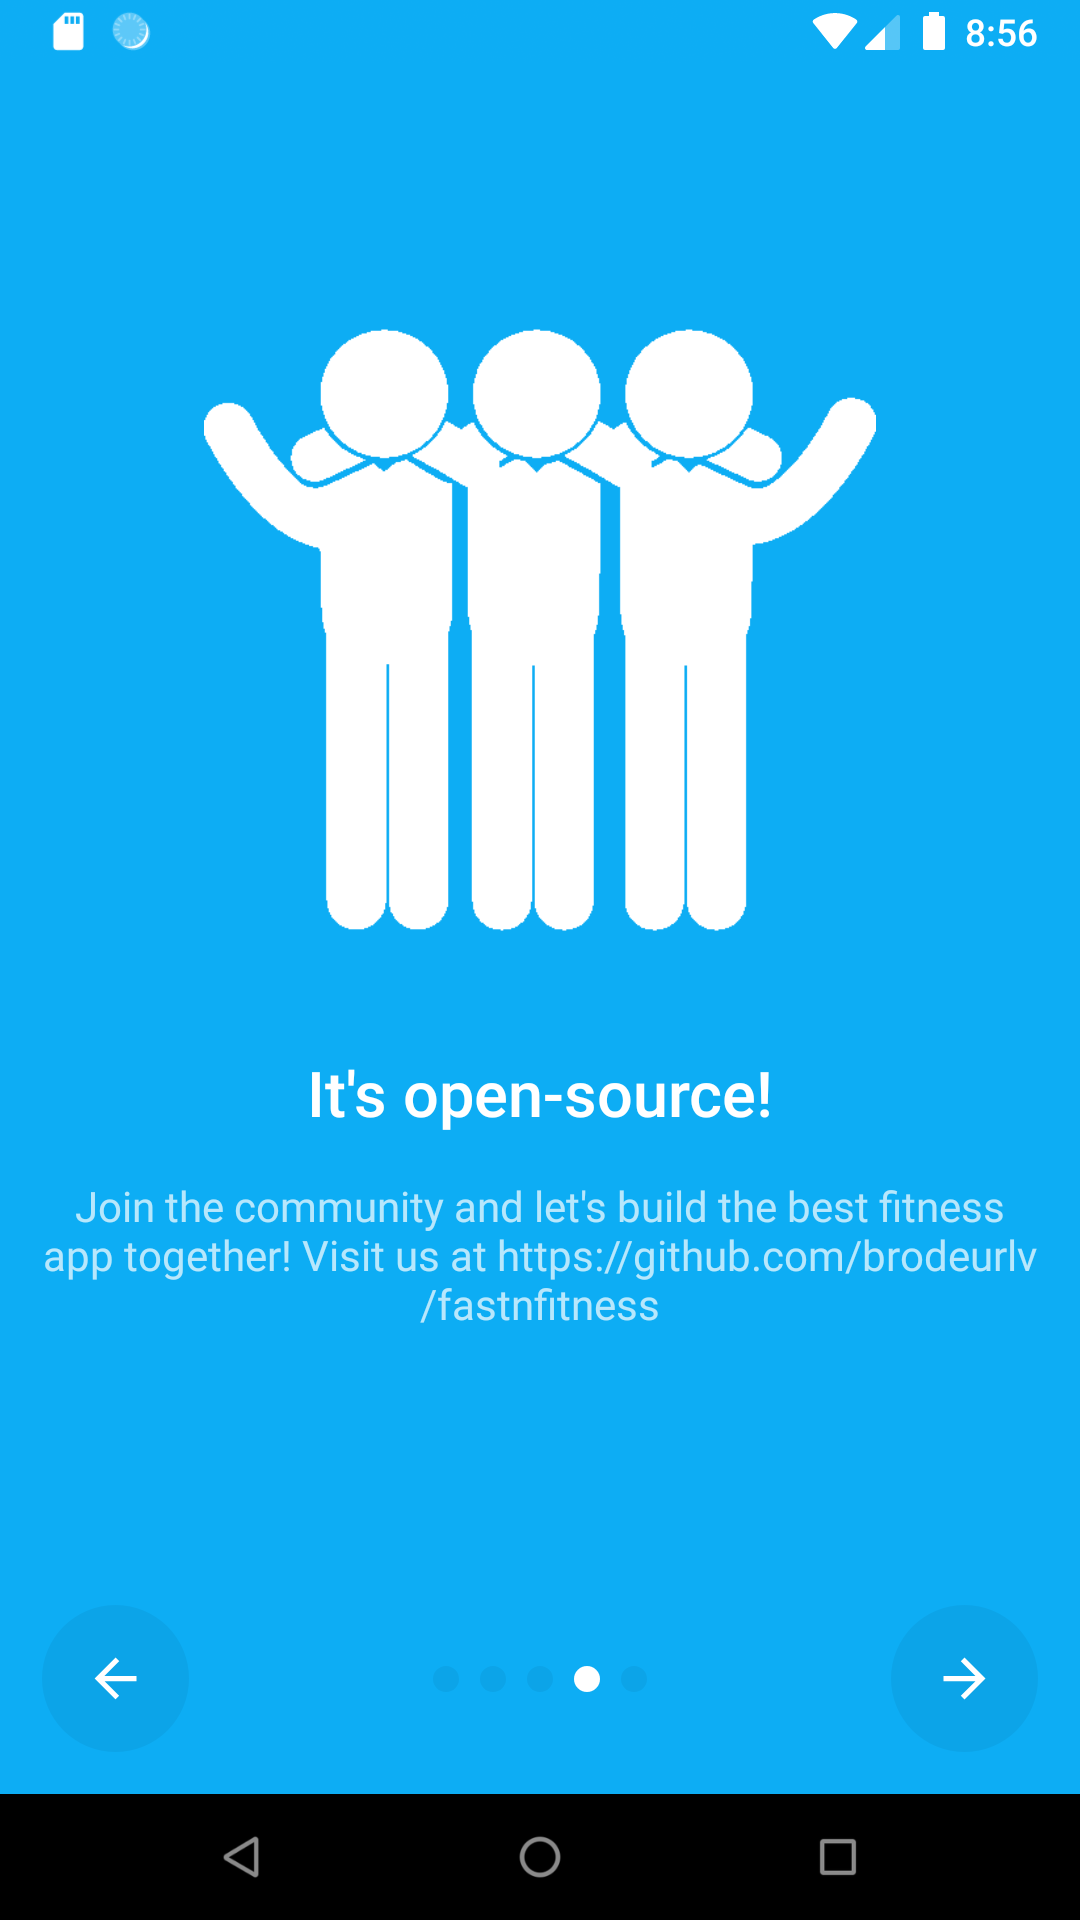 8:56
It's open-source!
Join the community and let's build the best fitness
app together! Visit us at https://github.com/brodeurlv
/fastnfitness